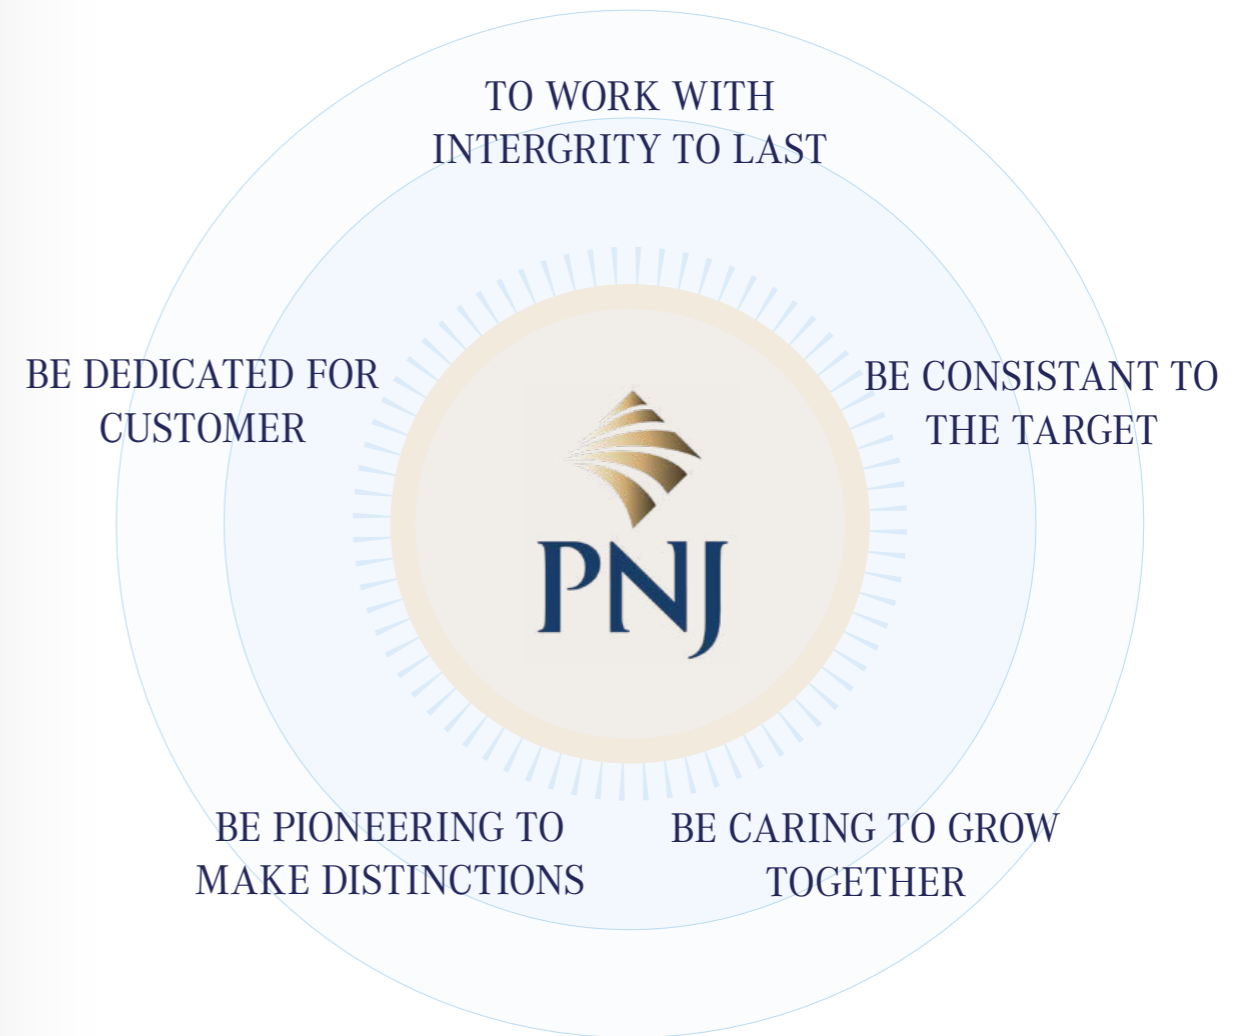 TO WORK WITH
INTERGRITY TO LAST
BE DEDICATED FOR
CUSTOMER
BE CONSISTANT TO
THE TARGET
PNJ
BE PIONEERING TO
MAKE DISTINCTIONS
BE CARING TO GROW
TOGETHER